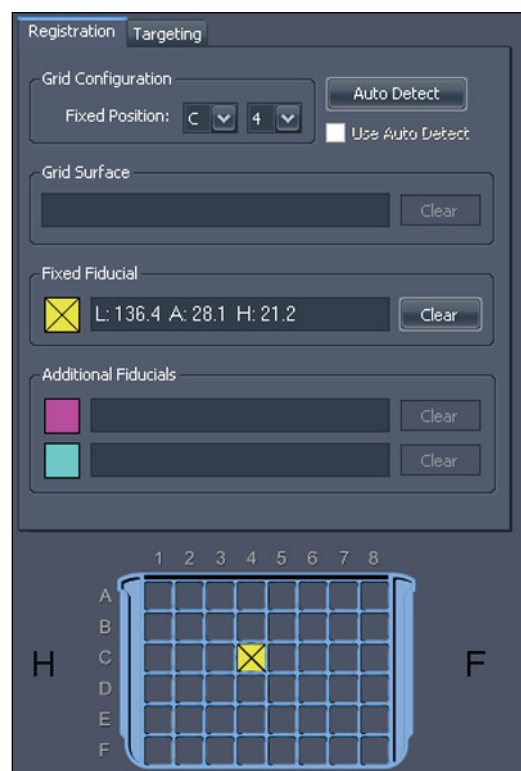 Registration Targeting
Grid Configuration
Fixed Position: C 4
Auto Detect
Use Auto Detect
Grid Surface
Clear
Fixed Fiducial
L: 136.4 A: 28.1 H: 21.2 Clear
Additional Fiducials
Clear
Clear
1 2 3 4 5 6 7 8
A
B
H C F
D
E
F